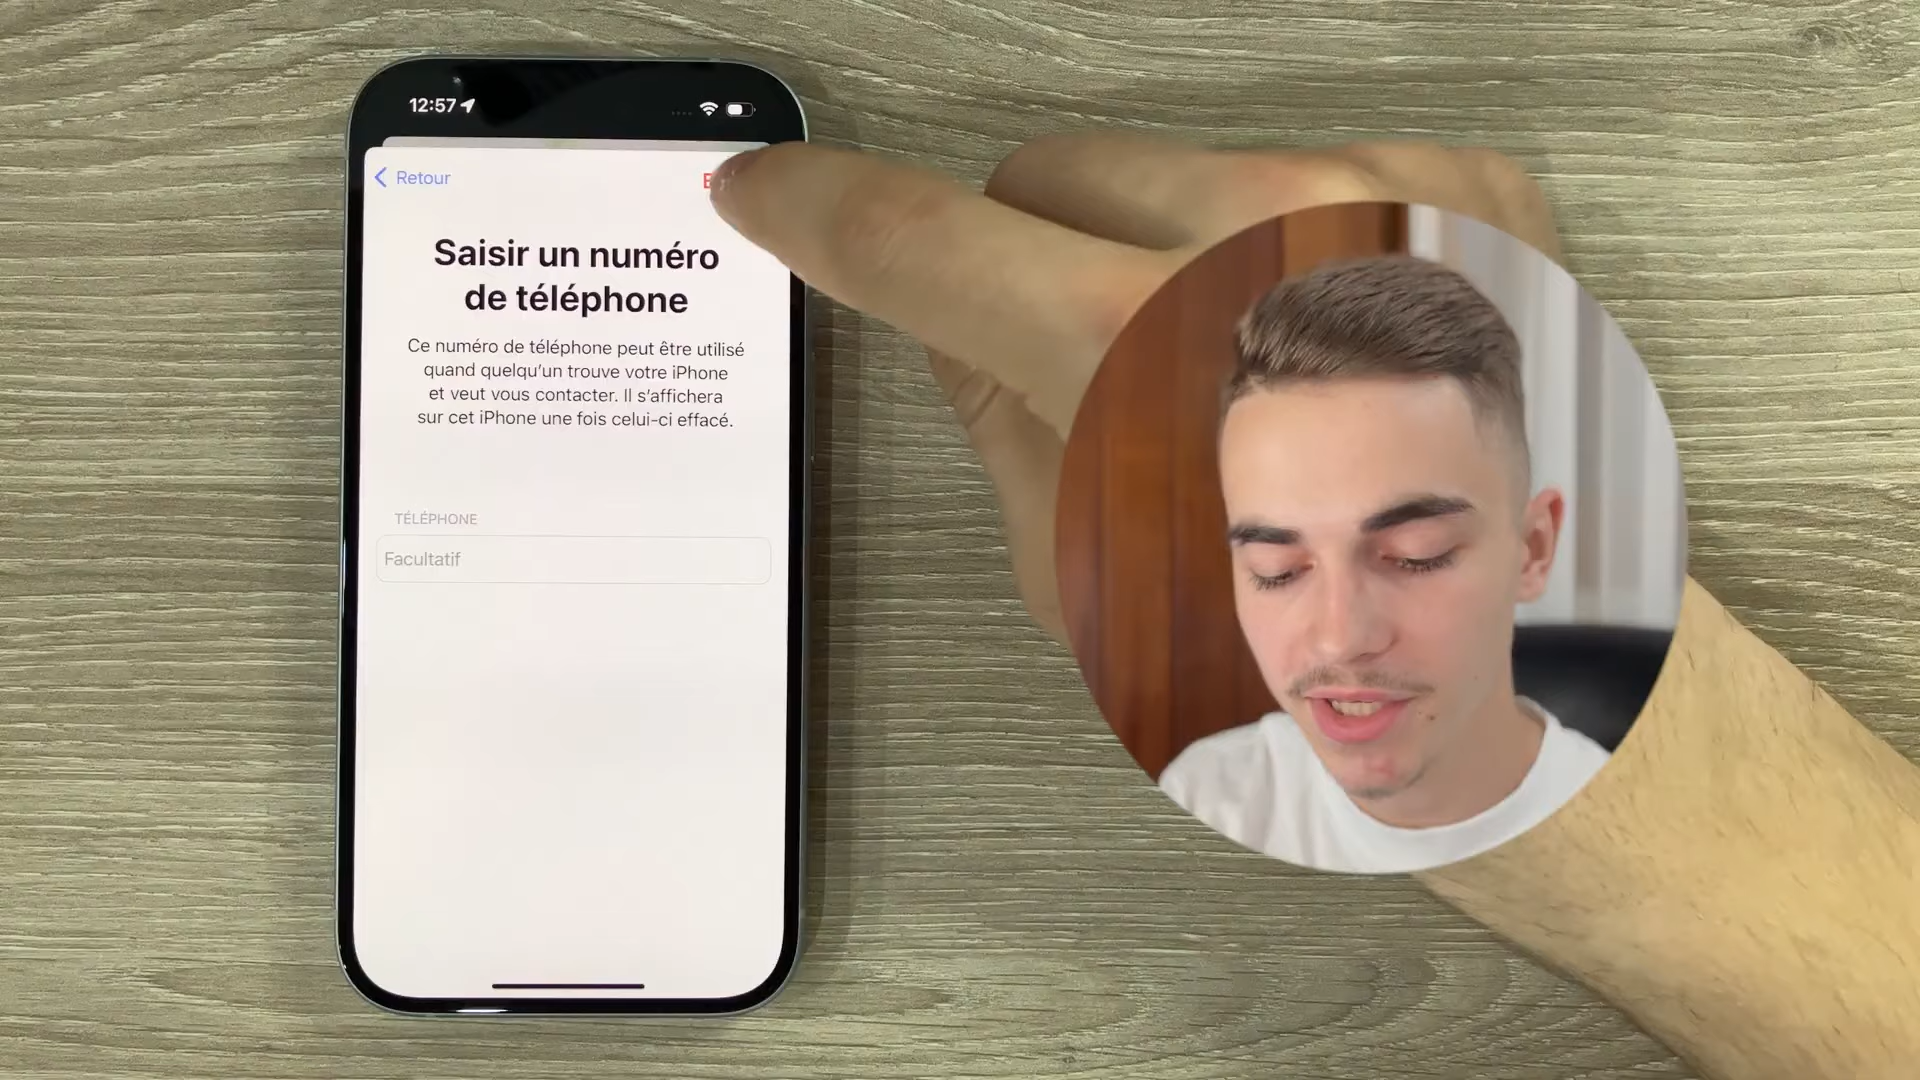 12:57
Retour
Saisir un numéro
de téléphone
Ce numéro de téléphone peut être utilisé
quand quelqu’un trouve votre iPhone
et veut vous contacter. Il s’affichera
sur cet iPhone une fois celui-ci effacé.
TÉLÉPHONE
Facultatif